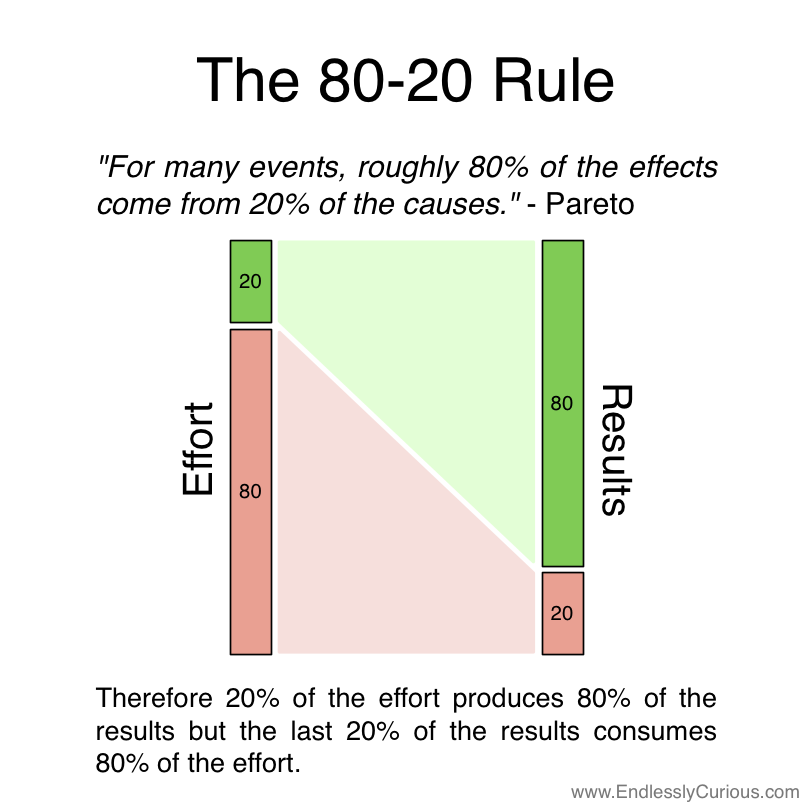 The 80-20 Rule
"For many events, roughly 80% of the effects
come from 20% of the causes." - Pareto
20
80
Effort
80
20
Results
Therefore 20% of the effort produces 80% of the
results but the last 20% of the results consumes
80% of the effort.
www.EndlesslyCurious.com